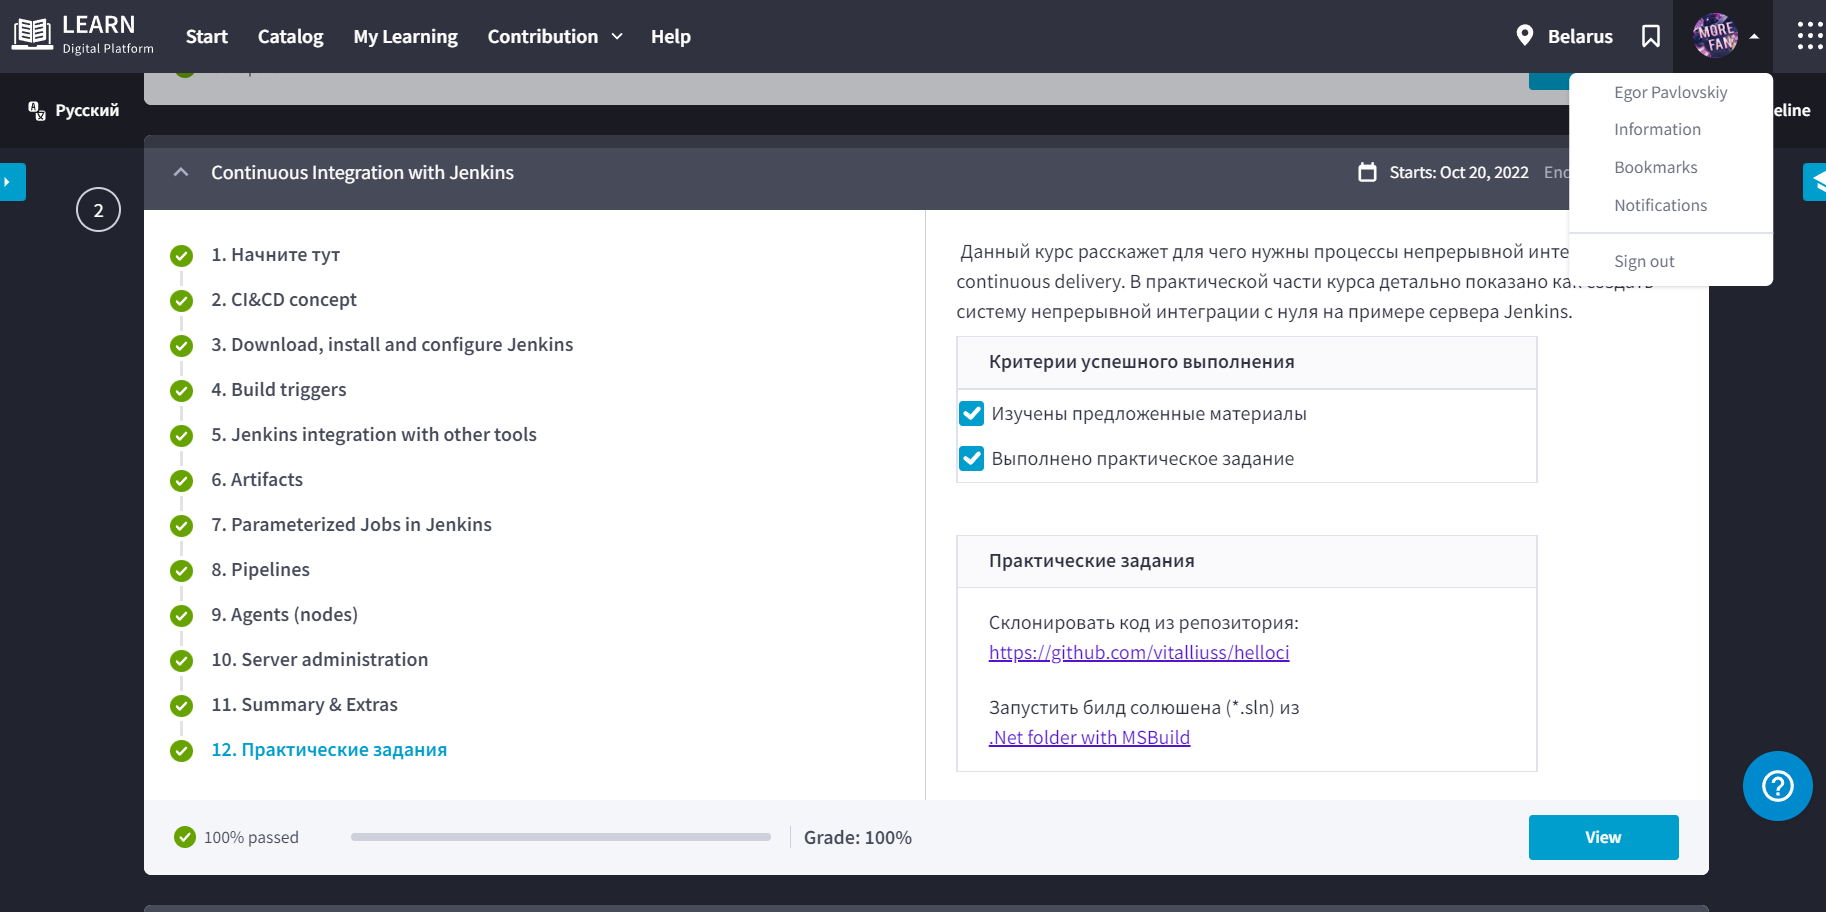 LEARN
Digital Platform
Start
Catalog
My Learning
Contribution
Help
Belarus
MORE
FAN
Русский
Egor Pavlovskiy
Information
Bookmarks
Notifications
Sign out
eline
Continuous Integration with Jenkins
Starts: Oct 20, 2022
2
1. Начните тут
2. CI&CD concept
3. Download, install and configure Jenkins
4. Build triggers
5. Jenkins integration with other tools
6. Artifacts
7. Parameterized Jobs in Jenkins
8. Pipelines
9. Agents (nodes)
10. Server administration
11. Summary & Extras
12. Практические задания
Данный курс расскажет для чего нужны процессы непрерывной инте
continuous delivery. В практической части курса детально показано как создать
систему непрерывной интеграции с нуля на примере сервера Jenkins.
Критерии успешного выполнения
Изучены предложенные материалы
Выполнено практическое задание
Практические задания
Склонировать код из репозитория:
https://github.com/vitalliuss/helloci
Запустить билд солюшена (*.sln) из
.Net folder with MSBuild
100% passed
Grade: 100%
View